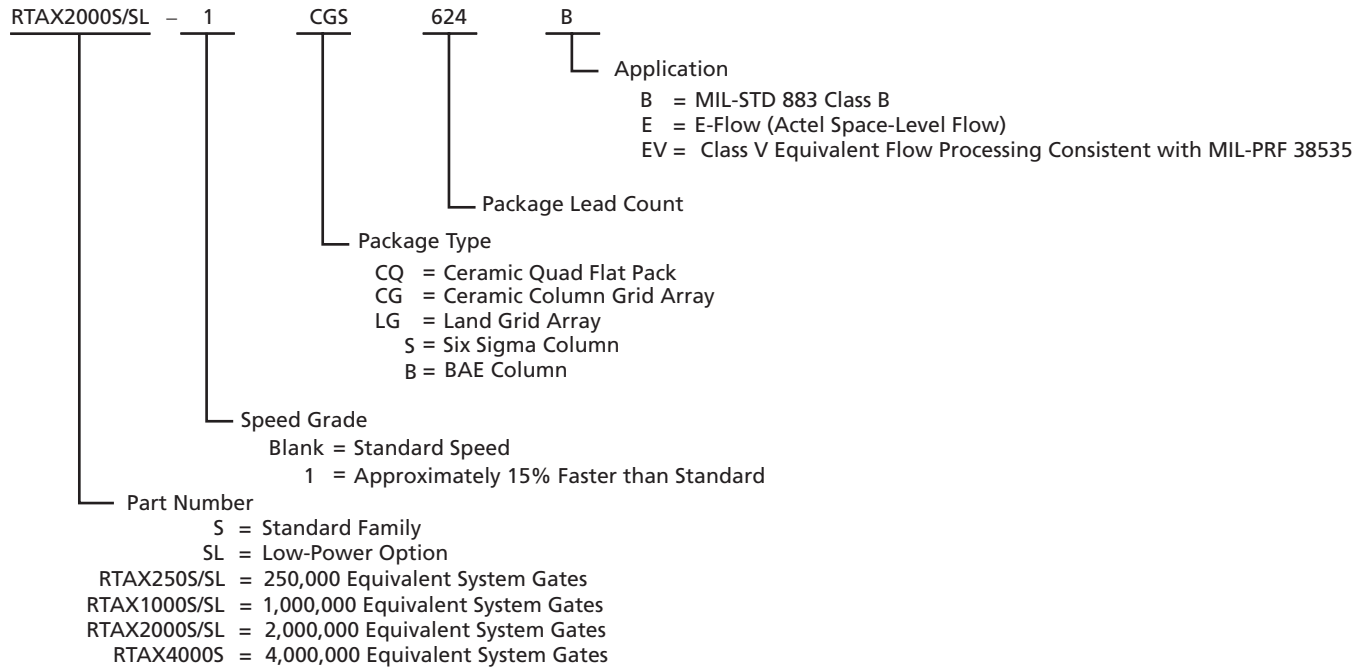 RTAX2000S/SL – 1 CGS 624 B
Application
B = MIL-STD 883 Class B
E = E-Flow (Actel Space-Level Flow)
EV = Class V Equivalent Flow Processing Consistent with MIL-PRF 38535
Package Lead Count
Package Type
CQ = Ceramic Quad Flat Pack
CG = Ceramic Column Grid Array
LG = Land Grid Array
S = Six Sigma Column
B = BAE Column
Speed Grade
Blank = Standard Speed
1 = Approximately 15% Faster than Standard
Part Number
S = Standard Family
SL = Low-Power Option
RTAX250S/SL = 250,000 Equivalent System Gates
RTAX1000S/SL = 1,000,000 Equivalent System Gates
RTAX2000S/SL = 2,000,000 Equivalent System Gates
RTAX4000S = 4,000,000 Equivalent System Gates